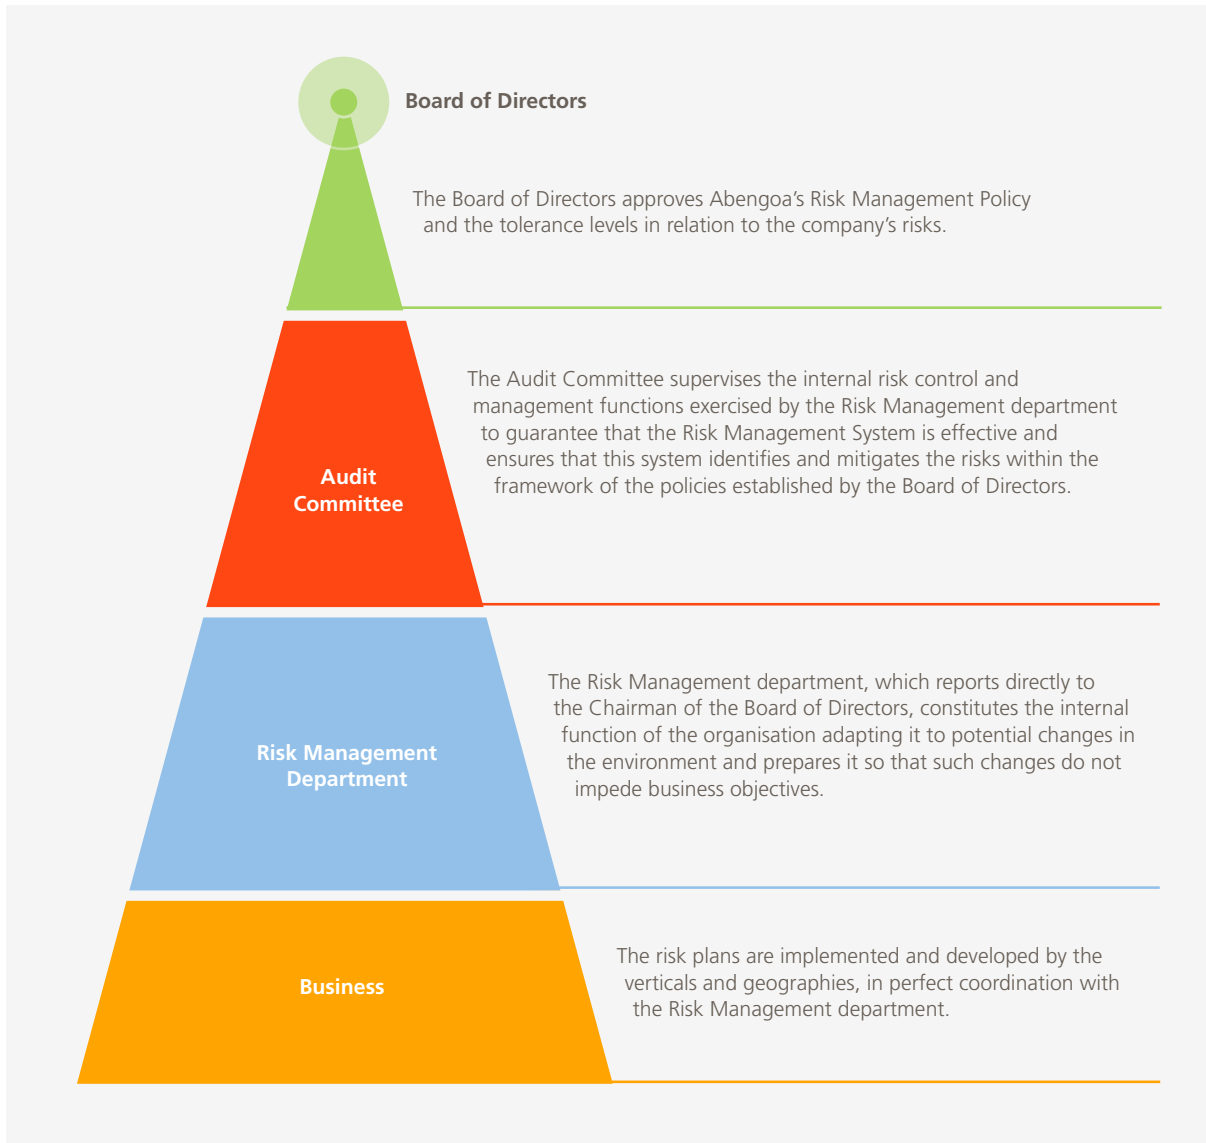 Board of Directors
The Board of Directors approves Abengoa’s Risk Management Policy
and the tolerance levels in relation to the company’s risks.
The Audit Committee supervises the internal risk control and
management functions exercised by the Risk Management department
to guarantee that the Risk Management System is effective and
ensures that this system identifies and mitigates the risks within the
framework of the policies established by the Board of Directors.
Audit
Committee
The Risk Management department, which reports directly to
the Chairman of the Board of Directors, constitutes the internal
function of the organisation adapting it to potential changes in
the environment and prepares it so that such changes do not
impede business objectives.
Risk Management
Department
The risk plans are implemented and developed by the
verticals and geographies, in perfect coordination with
the Risk Management department.
Business